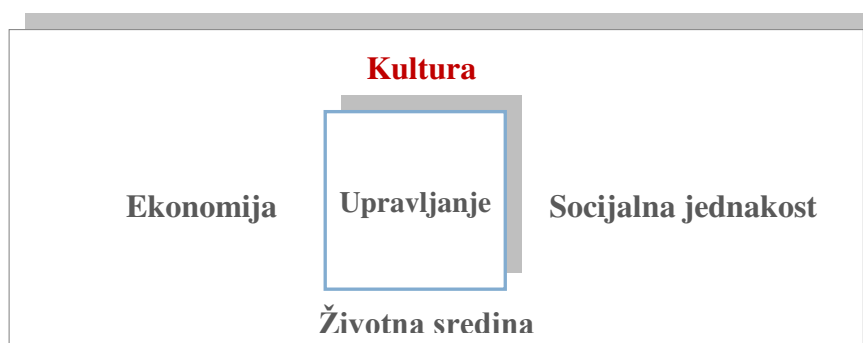 Kultura
Ekonomija Upravljanje Socijalna jednakost
Životna sredina